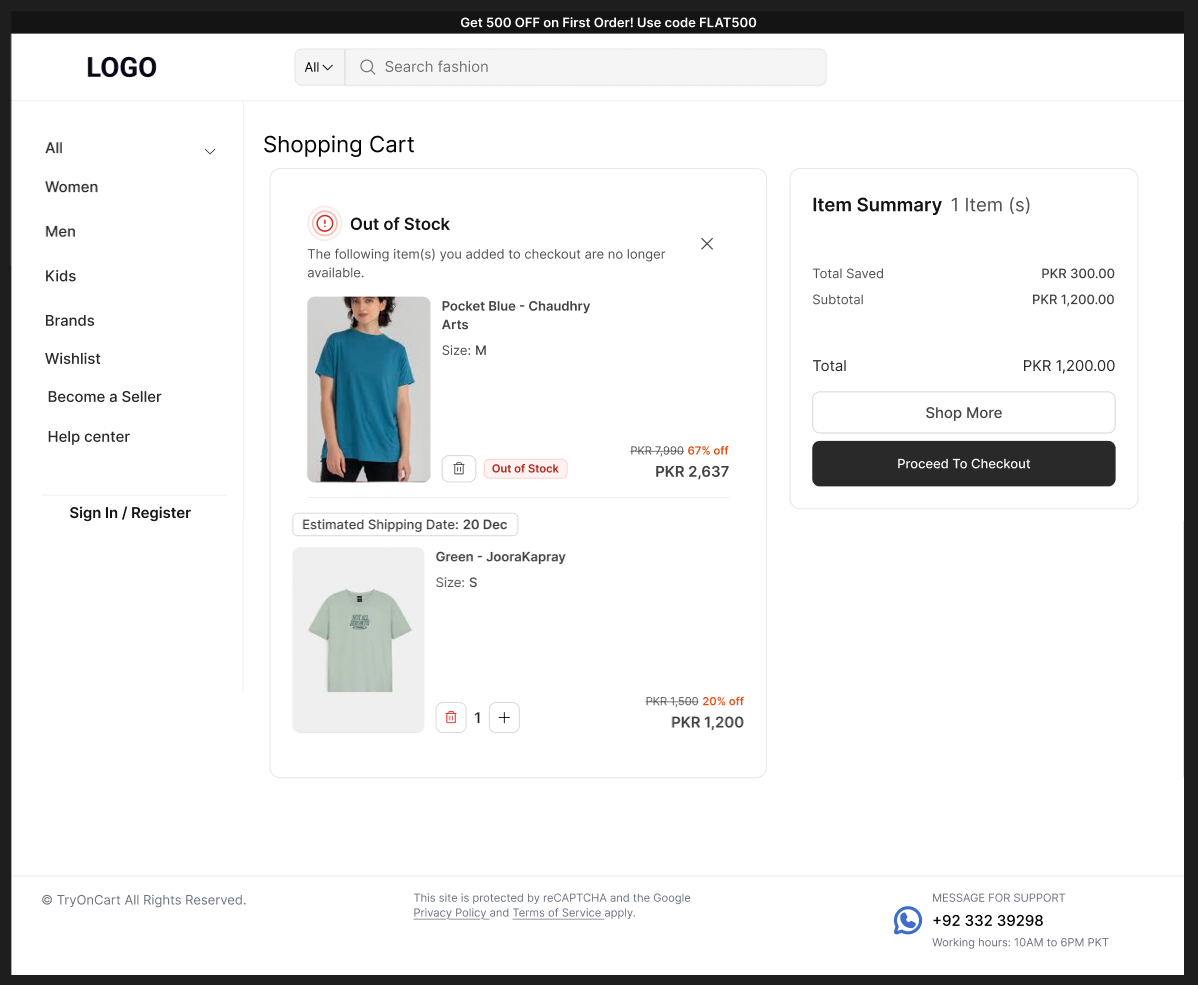 Get 500 OFF on First Order! Use code FLAT500
LOGO
All
Search fashion
All
Women
Men
Kids
Brands
Wishlist
Become a Seller
Help center
Sign In / Register
Shopping Cart
Out of Stock
The following item(s) you added to checkout are no longer
available.
Pocket Blue - Chaudhry
Arts
Size: M
Out of Stock
PKR 7,990 67% off
PKR 2,637
Estimated Shipping Date: 20 Dec
Green - JooraKapray
Size: S
1
PKR 1,500 20% off
PKR 1,200
Item Summary 1 Item (s)
Total Saved PKR 300.00
Subtotal PKR 1,200.00
Total PKR 1,200.00
Shop More
Proceed To Checkout
© TryOnCart All Rights Reserved.
This site is protected by reCAPTCHA and the Google
Privacy Policy and Terms of Service apply.
MESSAGE FOR SUPPORT
+92 332 39298
Working hours: 10AM to 6PM PKT